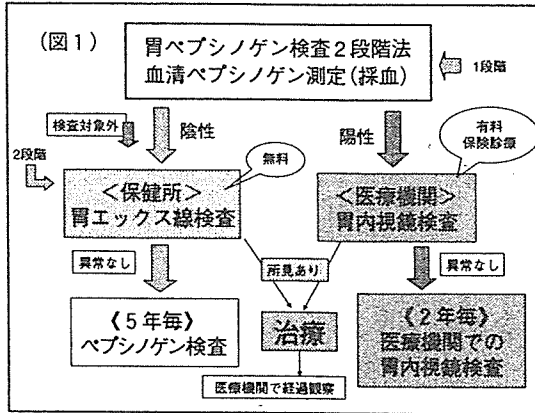 (図1)
胃ペプシノゲン検査2段階法
血清ペプシノゲン測定(採血)
1段階
検査対象外
陰性
陽性
有料
保険診療
2段階
無料
<保健所>
胃エックス線検査
<医療機関>
胃内視鏡検査
異常なし
所見あり
異常なし
《5年毎》
ペプシノゲン検査
治療
《2年毎》
医療機関での
胃内視鏡検査
医療機関で経過観察